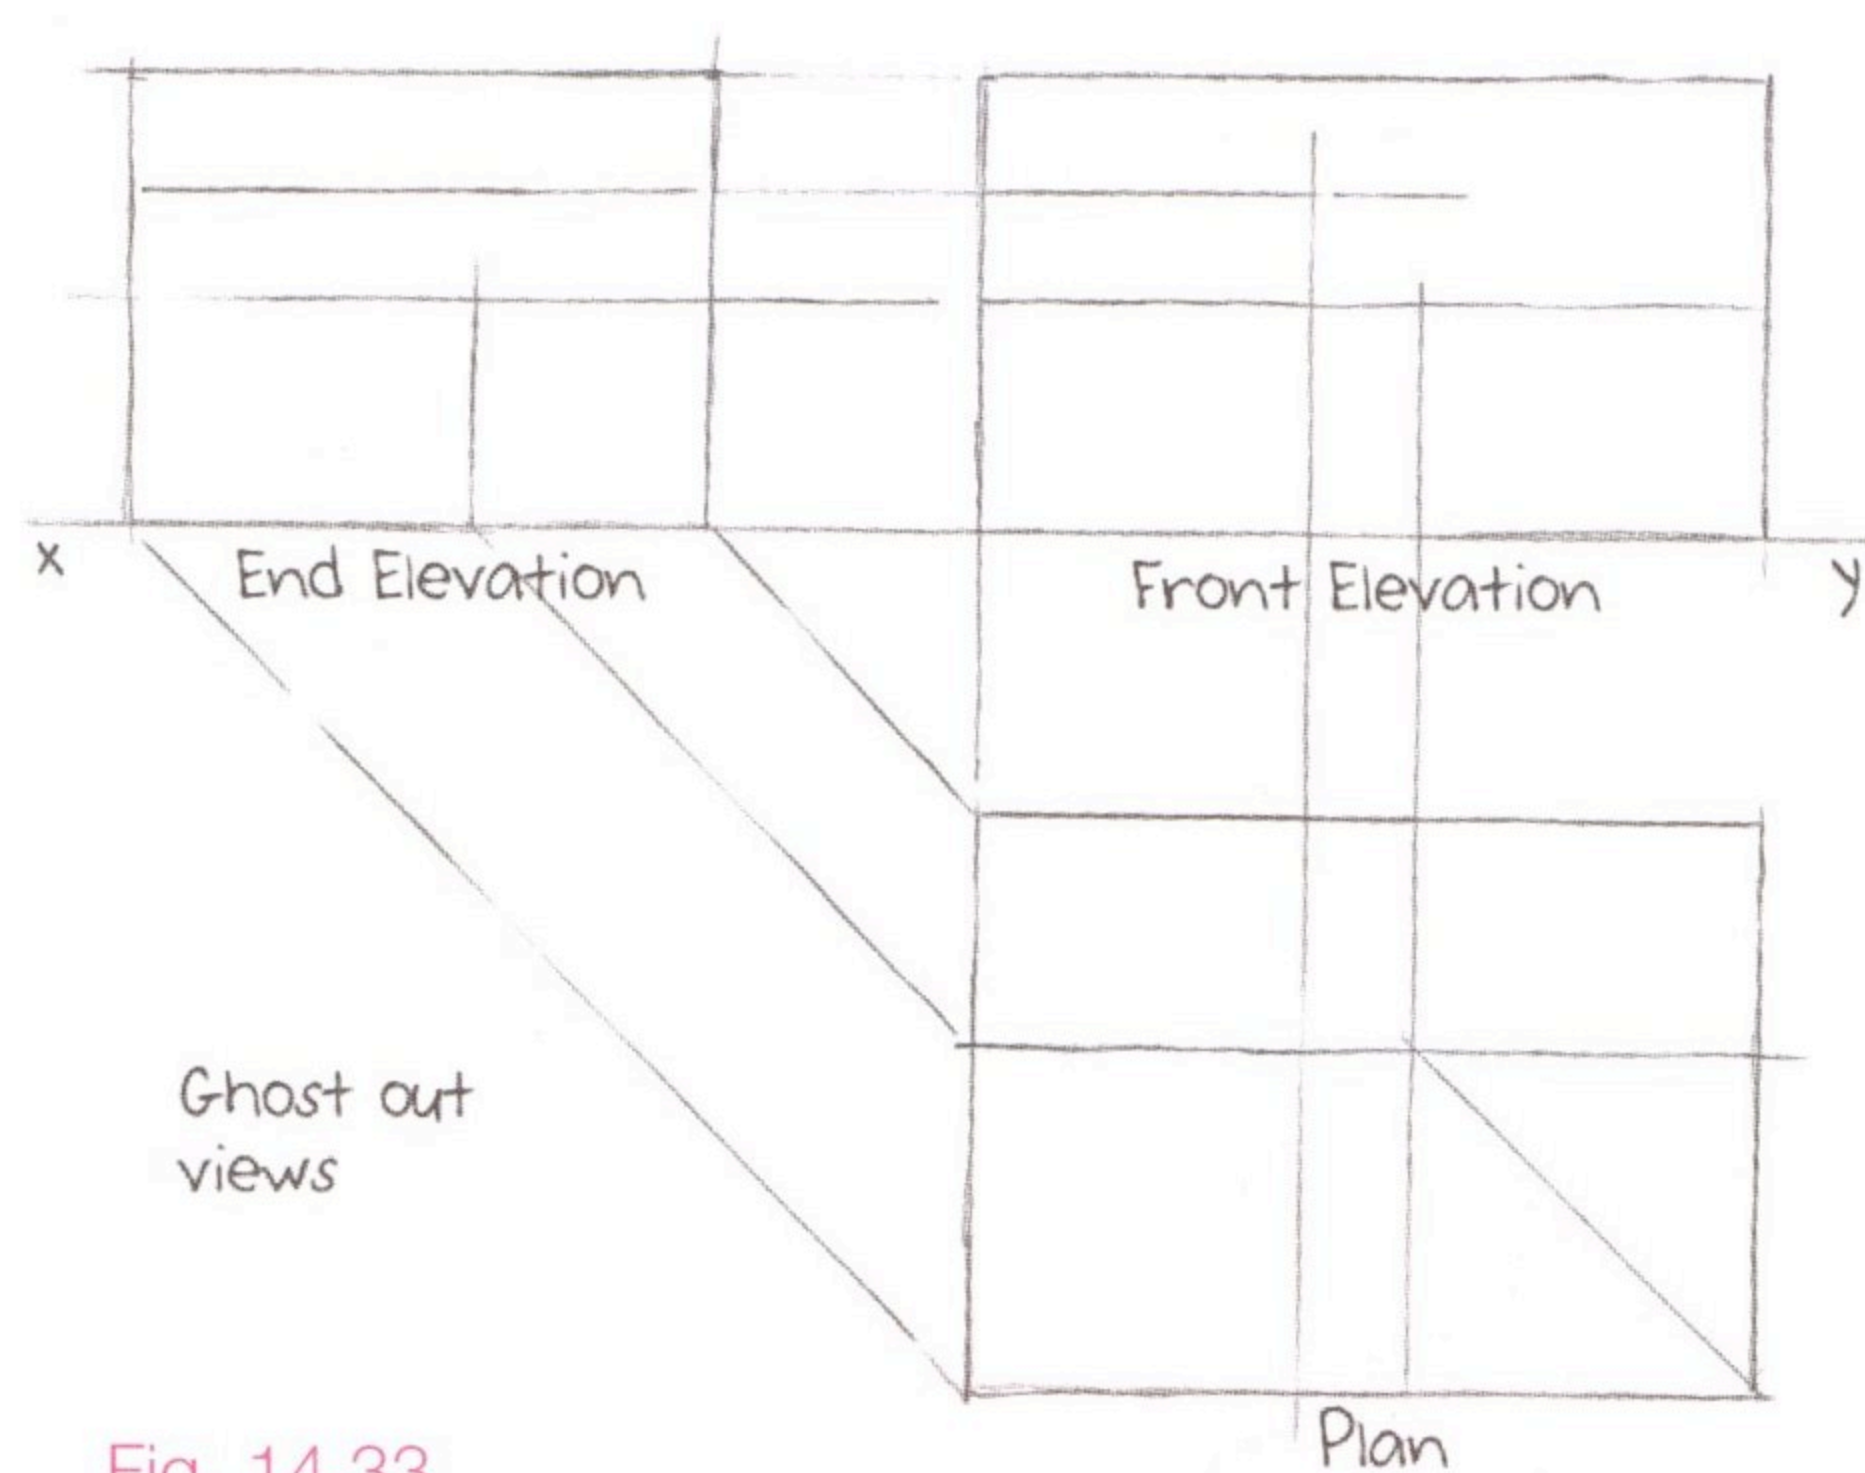 x
End Elevation
Front Elevation
y
Ghost out
views
Plan
Fig. 14.33